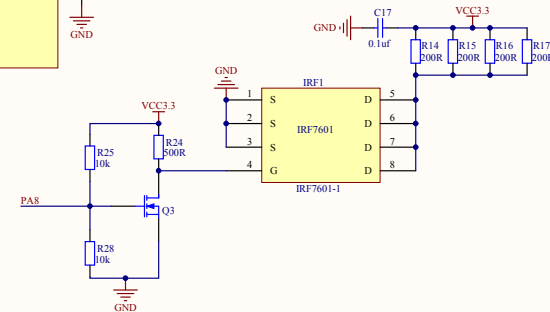 GND
C17
GND
0.1uf
VCC3.3
R14
200R
R15
200R
R16
200R
R17
200R
GND
IRF1
1 S D 5
2 S IRF7601 D 6
3 S D 7
4 G D 8
IRF7601-1
VCC3.3
R25
10k
R24
500R
PA8
Q3
R28
10k
GND